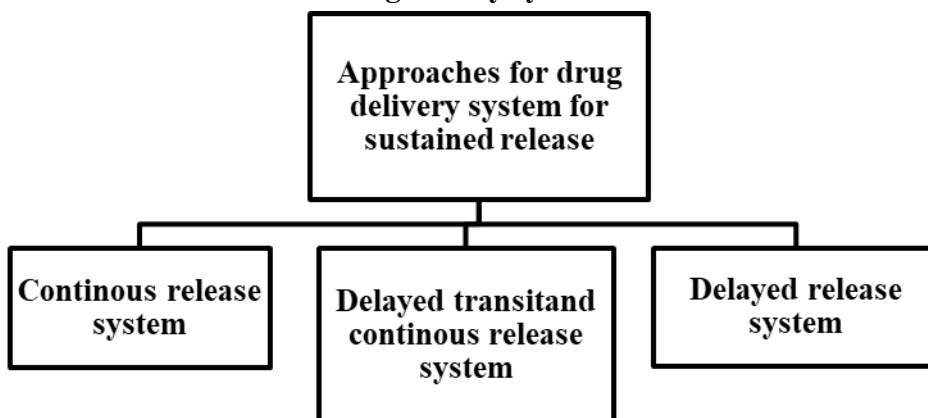 Approaches for drug
delivery system for
sustained release
Continous release
system
Delayed transitand
continous release
system
Delayed release
system